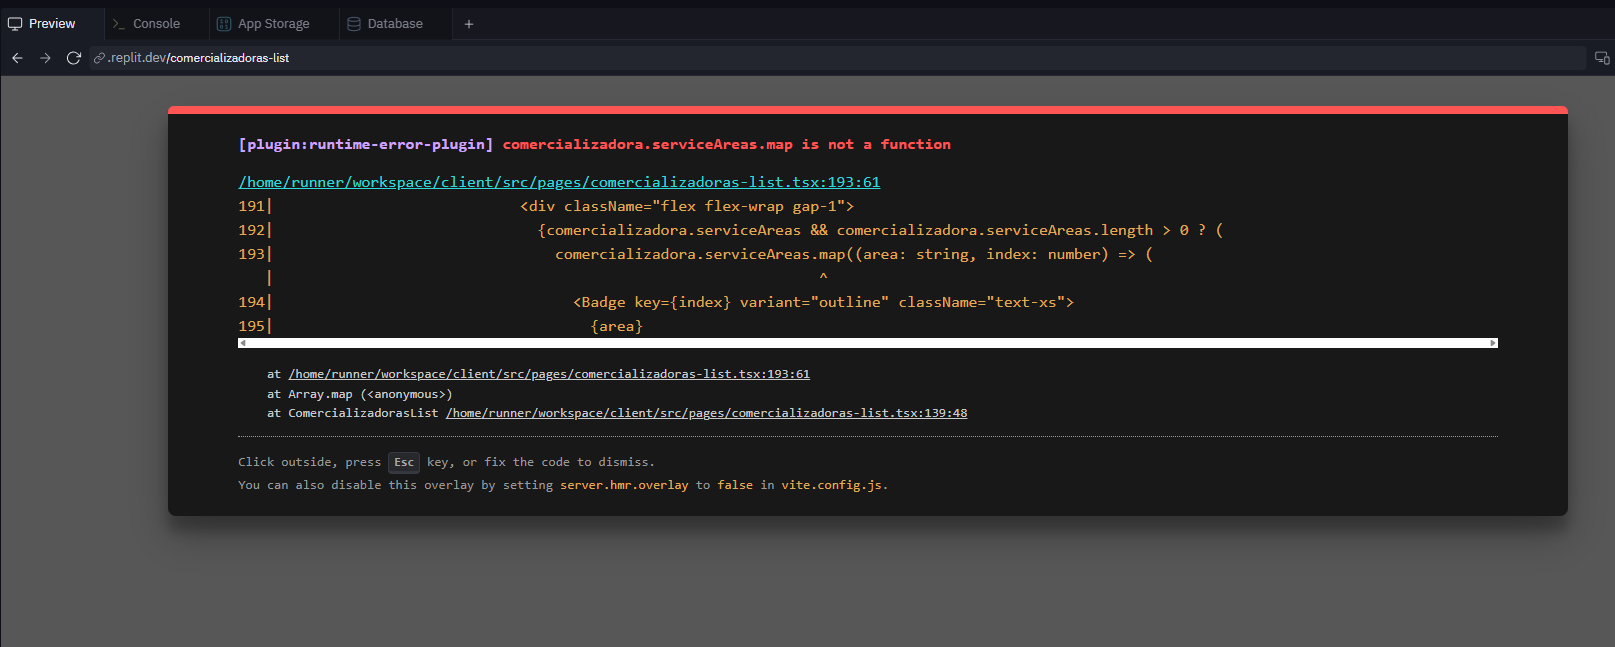 Preview Console App Storage Database +
.replit.dev/comercializadoras-list
[plugin:runtime-error-plugin] comercializadora.serviceAreas.map is not a function
/home/runner/workspace/client/src/pages/comercializadoras-list.tsx:193:61
191| <div className="flex flex-wrap gap-1">
192| {comercializadora.serviceAreas && comercializadora.serviceAreas.length > 0 ? (
193| comercializadora.serviceAreas.map((area: string, index: number) => (
| ^
194| <Badge key={index} variant="outline" className="text-xs">
195| {area}
at /home/runner/workspace/client/src/pages/comercializadoras-list.tsx:193:61
at Array.map (<anonymous>)
at ComercializadorasList /home/runner/workspace/client/src/pages/comercializadoras-list.tsx:139:48
Click outside, press Esc key, or fix the code to dismiss.
You can also disable this overlay by setting server.hmr.overlay to false in vite.config.js.